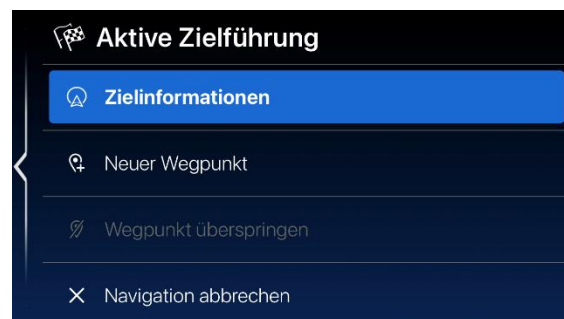 Aktive Zielführung
Zielinformationen
Neuer Wegpunkt
Wegpunkt überspringen
Navigation abbrechen